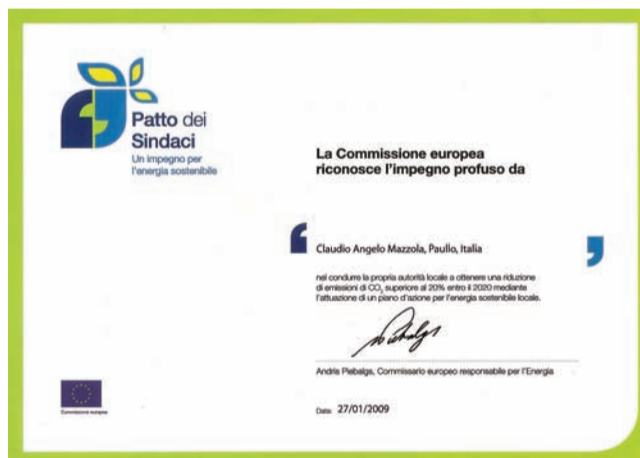 Patto dei
Sindaci
Un impegno per
l'energia sostenibile
La Commissione europea
riconosce l'impegno profuso da
Claudio Angelo Mazzola, Paullo, Italia
nel condurre la propria autorità locale a ottenere una riduzione
di emissioni di CO2 superiore al 20% entro il 2020 mediante
l'attuazione di un piano d'azione per l'energia sostenibile locale.
Piebalgs
Andris Piebalgs, Commissario europeo responsabile per l'Energia
Commissione europea
Data: 27/01/2009